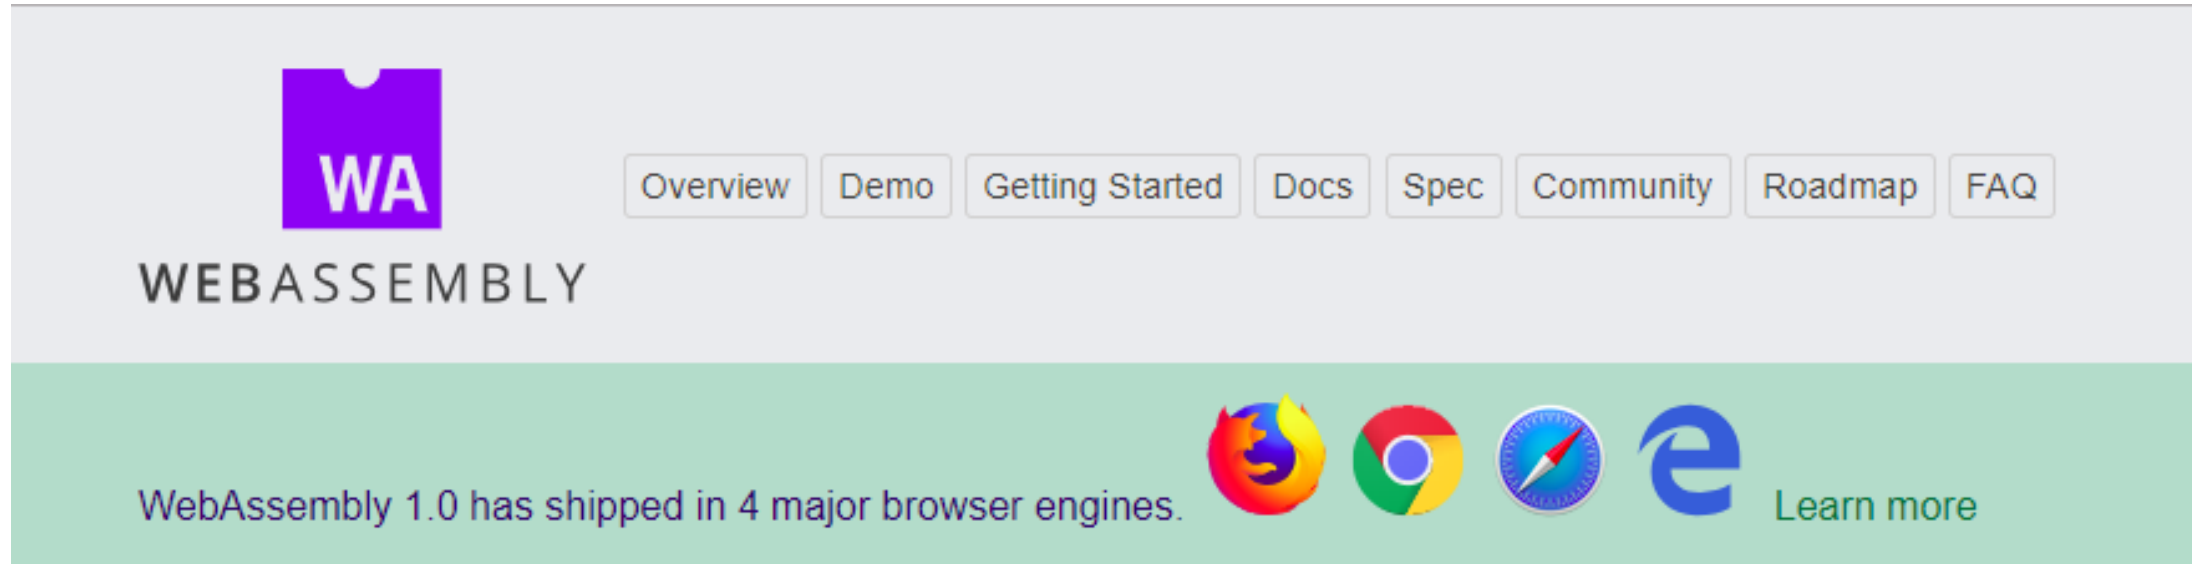 WA
WEBASSEMBLY
Overview Demo Getting Started Docs Spec Community Roadmap FAQ
WebAssembly 1.0 has shipped in 4 major browser engines. Learn more